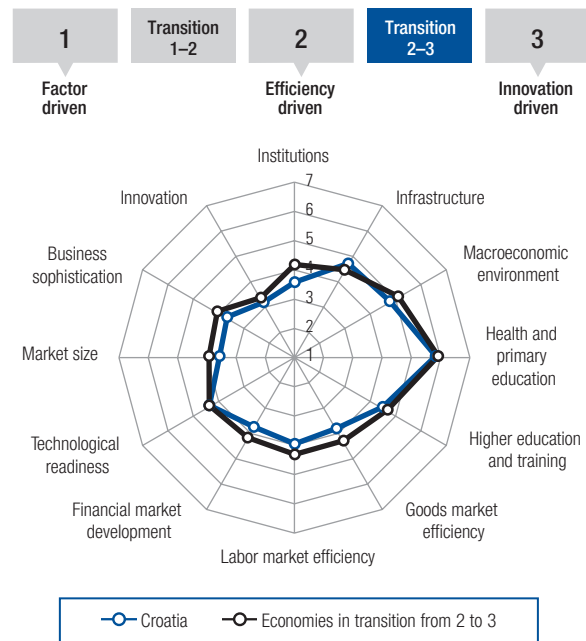 1
Transition
1–2
2
Transition
2–3
3
Factor
driven
Efficiency
driven
Innovation
driven
Institutions
Infrastructure
Macroeconomic
environment
Health and
primary
education
Higher education
and training
Goods market
efficiency
Labor market efficiency
Financial market
development
Technological
readiness
Market size
Business
sophistication
Innovation
7
6
5
4
3
2
1
Croatia
Economies in transition from 2 to 3